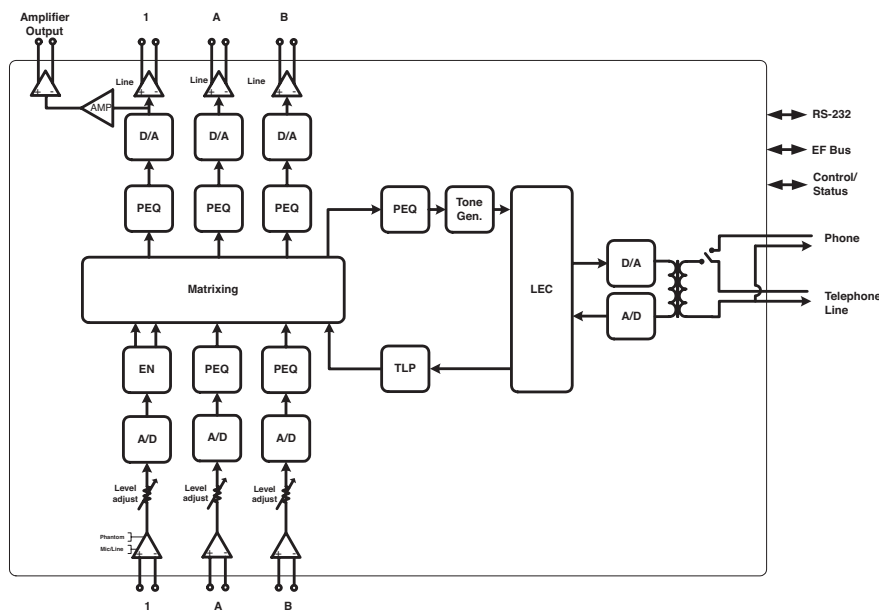 Amplifier
Output
1
A
B
Line
Line
Line
+ -
+ -
+ -
+ -
AMP
D/A
D/A
D/A
RS-232
EF Bus
Control/
Status
PEQ
PEQ
PEQ
PEQ
Tone
Gen.
Phone
D/A
Matrixing
LEC
Telephone
Line
A/D
EN
PEQ
PEQ
TLP
A/D
A/D
A/D
Level
adjust
Level
adjust
Level
adjust
Phantom
Mic/Line
+ -
+ -
+ -
1
A
B